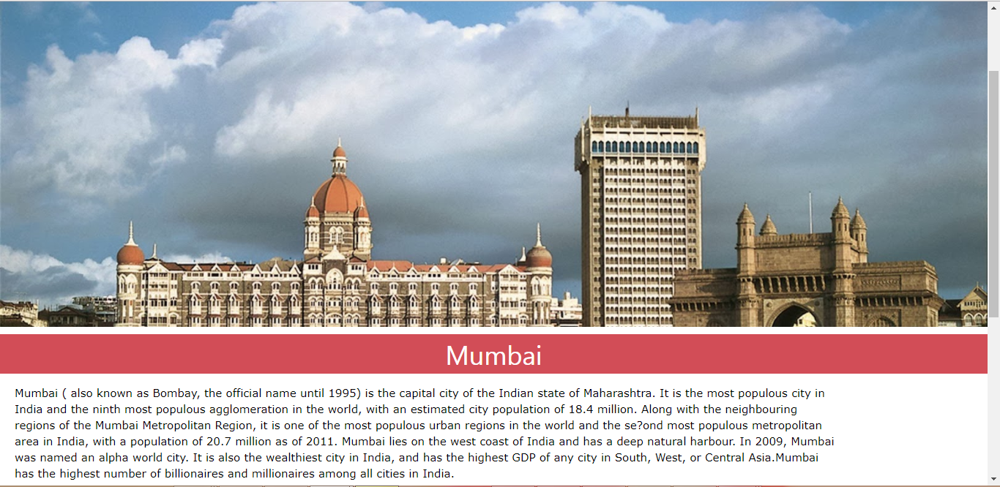 Mumbai
Mumbai ( also known as Bombay, the official name until 1995) is the capital city of the Indian state of Maharashtra. It is the most populous city in
India and the ninth most populous agglomeration in the world, with an estimated city population of 18.4 million. Along with the neighbouring
regions of the Mumbai Metropolitan Region, it is one of the most populous urban regions in the world and the se?ond most populous metropolitan
area in India, with a population of 20.7 million as of 2011. Mumbai lies on the west coast of India and has a deep natural harbour. In 2009, Mumbai
was named an alpha world city. It is also the wealthiest city in India, and has the highest GDP of any city in South, West, or Central Asia.Mumbai
has the highest number of billionaires and millionaires among all cities in India.